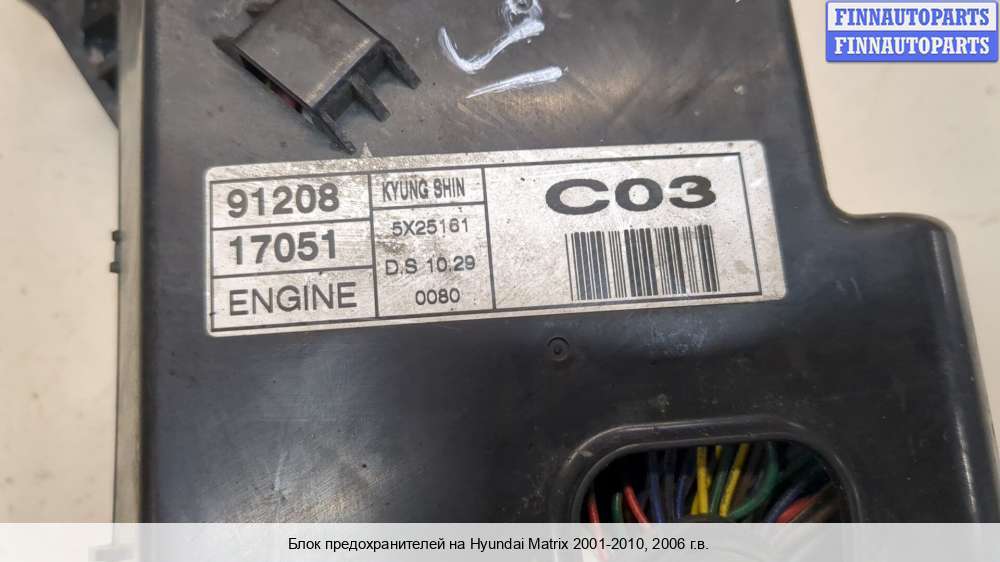 FINNAUTOPARTS
FINNAUTOPARTS
91208
17051
ENGINE
KYUNG SHIN
5X25161
D.S 10.29
0080
C03
Блок предохранителей на Hyundai Matrix 2001-2010, 2006 г.в.